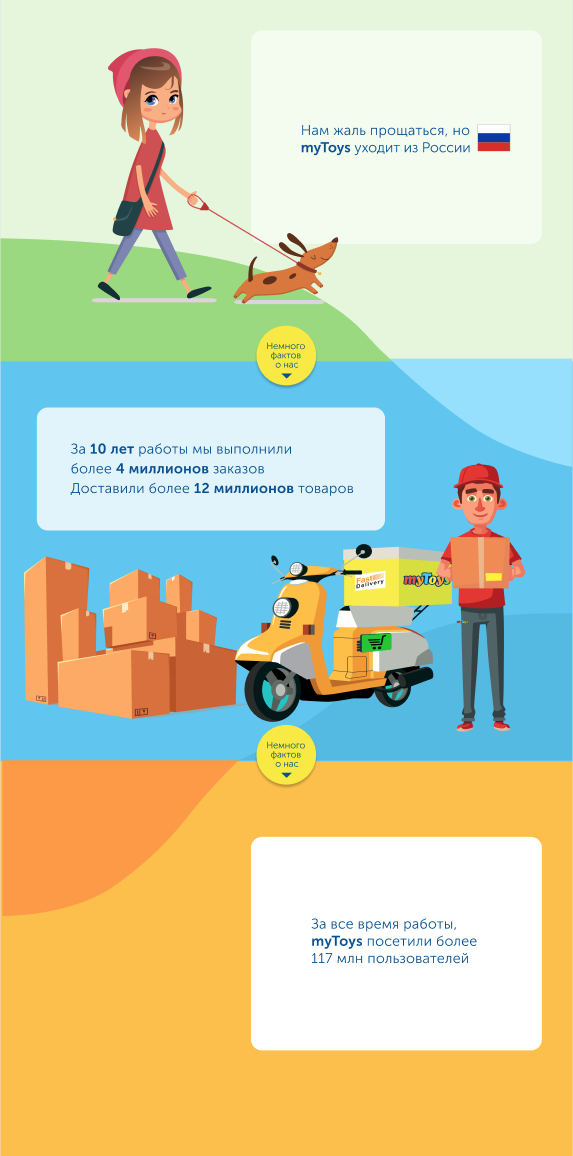 Нам жаль прощаться, но
myToys уходит из России
Немного
фактов
о нас
За 10 лет работы мы выполнили
более 4 миллионов заказов
Доставили более 12 миллионов товаров
Fast
Delivery
myToys
Немного
фактов
о нас
За все время работы,
myToys посетили более
117 млн пользователей